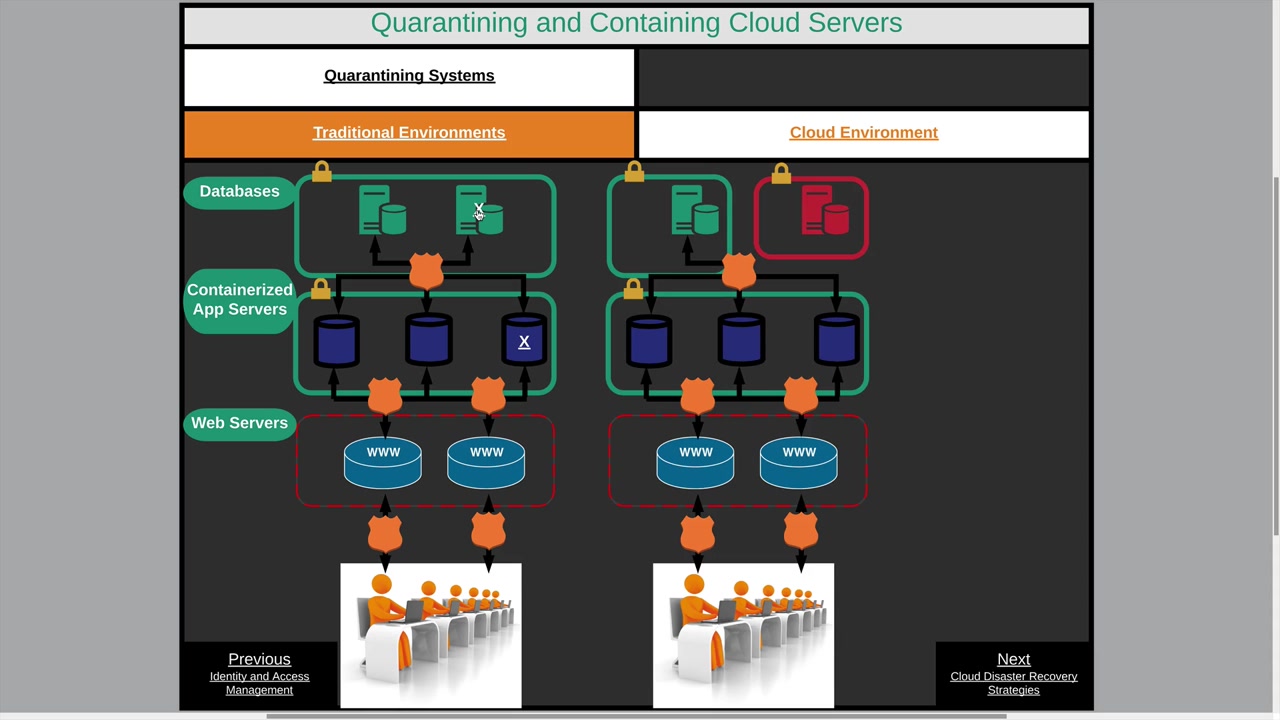 Quarantining and Containing Cloud Servers
Quarantining Systems
Traditional Environments
Cloud Environment
Databases
X
Containerized
App Servers
X
Web Servers
WWW
WWW
WWW
WWW
Previous
Identity and Access
Management
Next
Cloud Disaster Recovery
Strategies